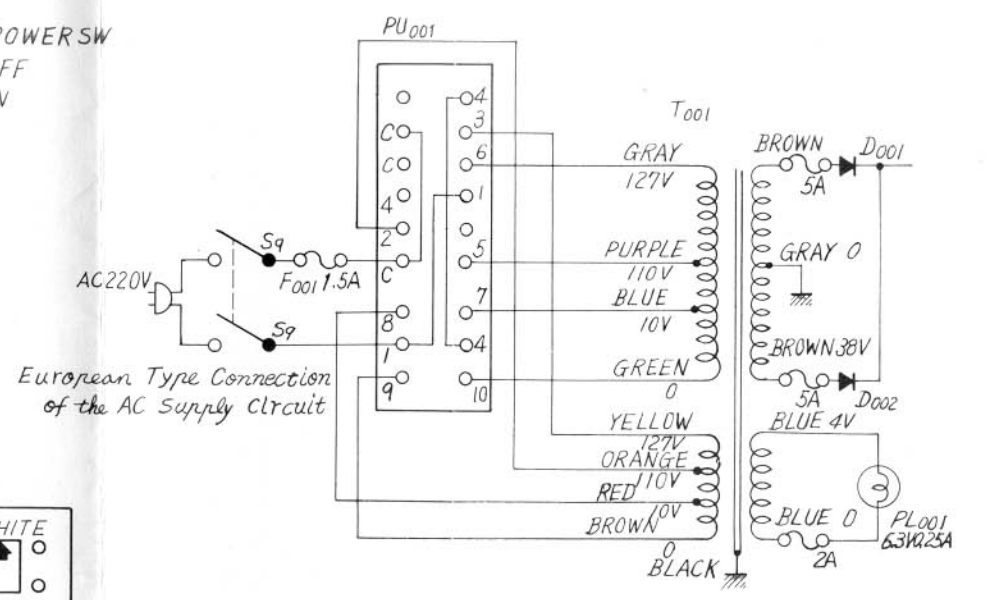 POWER SW
FF
PU001
T001
4
C
3
C
6
4
1
2
C
5
8
7
1
4
9
10
AC220V
S9
F001 1.5A
S9
European Type Connection
of the AC Supply Circuit
GRAY
127V
PURPLE
110V
BLUE
10V
GREEN
0
YELLOW
127V
ORANGE
110V
RED
10V
BROWN
0
BLACK
BROWN
D001
5A
GRAY 0
BROWN 38V
5A
D002
BLUE 4V
BLUE 0
2A
PL001
6.3V0.25A
HITE